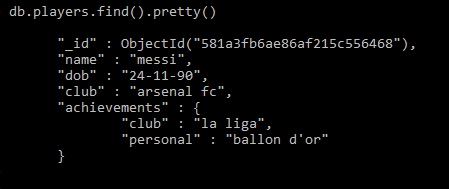 db.players.find().pretty()
"_id" : ObjectId("581a3fb6ae86af215c556468"),
"name" : "messi",
"dob" : "24-11-90",
"club" : "arsenal fc",
"achievements" : {
"club" : "la liga",
"personal" : "ballon d'or"
}